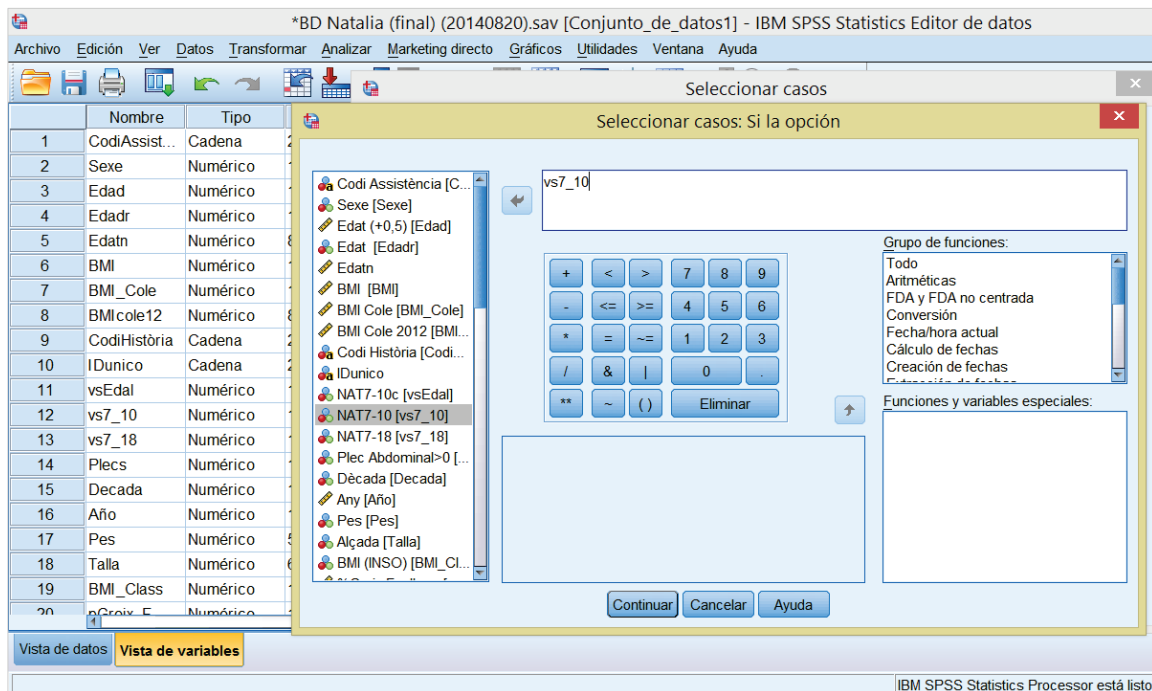 *BD Natalia (final) (20140820).sav [Conjunto_de_datos1] - IBM SPSS Statistics Editor de datos
Archivo Edición Ver Datos Transformar Analizar Marketing directo Gráficos Utilidades Ventana Ayuda
Seleccionar casos
Seleccionar casos: Si la opción
Nombre Tipo
1 CodiAssist... Cadena
2 Sexe Numérico
3 Edad Numérico
4 Edadr Numérico
5 Edatn Numérico
6 BMI Numérico
7 BMI_Cole Numérico
8 BMIcole12 Numérico
9 CodiHistòria Cadena
10 IDunico Cadena
11 vsEdal Numérico
12 vs7_10 Numérico
13 vs7_18 Numérico
14 Plecs Numérico
15 Decada Numérico
16 Año Numérico
17 Pes Numérico
18 Talla Numérico
19 BMI_Class Numérico
20 Numérico
Codi Assistència [C...
Sexe [Sexe]
Edat (+0,5) [Edad]
Edat [Edadr]
Edatn
BMI [BMI]
BMI Cole [BMI_Cole]
BMI Cole 2012 [BMI...
Codi Història [Codi...
IDunico
NAT7-10c [vsEdal]
NAT7-10 [vs7_10]
NAT7-18 [vs7_18]
Plec Abdominal>0 [...
Dècada [Decada]
Any [Año]
Pes [Pes]
Alçada [Talla]
BMI (INSO) [BMI_Cl...
vs7_10
+ < > 7 8 9
- <= >= 4 5 6
* = ~= 1 2 3
/ & | 0 .
** ~ ( ) Eliminar
Grupo de funciones:
Todo
Aritméticas
FDA y FDA no centrada
Conversión
Fecha/hora actual
Cálculo de fechas
Creación de fechas
Funciones y variables especiales:
Continuar Cancelar Ayuda
Vista de datos Vista de variables
IBM SPSS Statistics Processor está listo